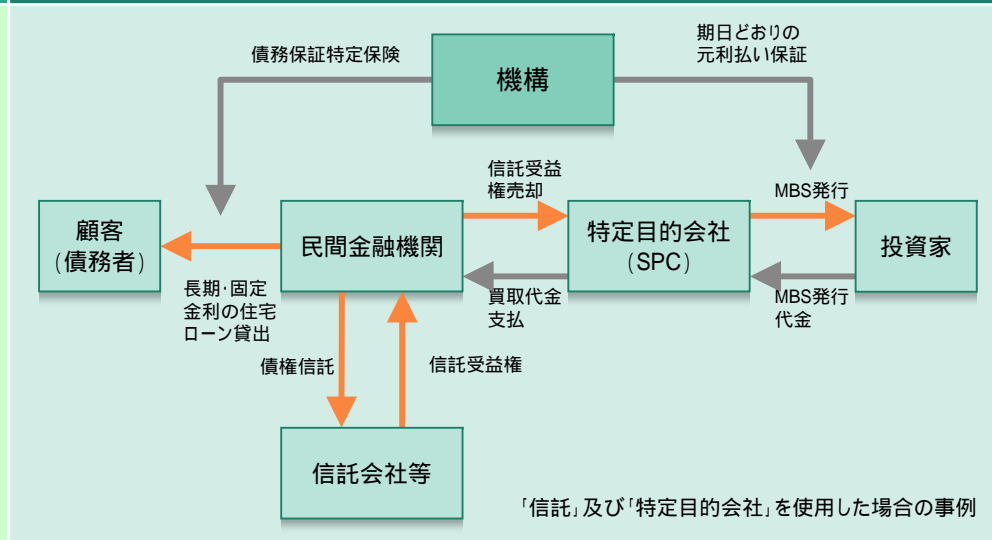 債務保証特定保険
機構
期日どおりの
元利払い保証
顧客
(債務者)
民間金融機関
信託受益
権売却
特定目的会社
(SPC)
MBS発行
投資家
長期・固定
金利の住宅
ローン貸出
買取代金
支払
MBS発行
代金
債権信託
信託受益権
信託会社等
「信託」及び「特定目的会社」を使用した場合の事例